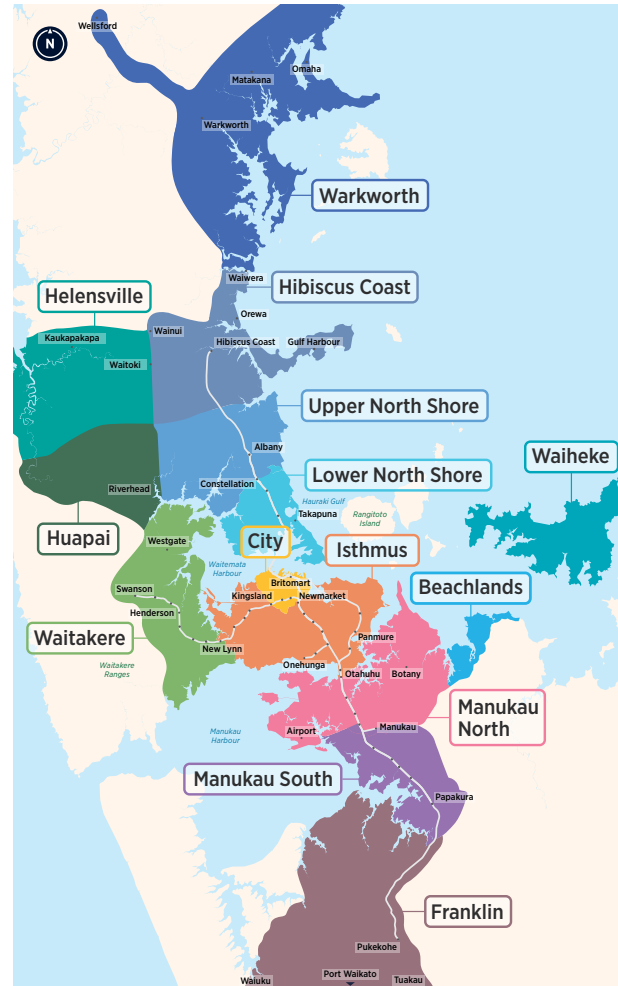 Wellsford
N
Omaha
Matakana
Warkworth
Warkworth
Waiwera
Hibiscus Coast
Helensville
Orewa
Wainui
Kaukapakapa
Hibiscus Coast
Gulf Harbour
Waitoki
Upper North Shore
Albany
Waiheke
Lower North Shore
Constellation
Riverhead
Hauraki Gulf
Takapuna
Rangitoto
Island
Huapai
City
Isthmus
Westgate
Waitemata
Harbour
Britomart
Beachlands
Swanson
Kingsland
Newmarket
Henderson
Waitakere
Panmure
New Lynn
Onehunga
Waitakere
Ranges
Otahuhu
Botany
Manukau
North
Manukau
Airport
Manukau
Harbour
Manukau South
Papakura
Franklin
Pukekohe
Port Waikato
Waiuku
Tuakau